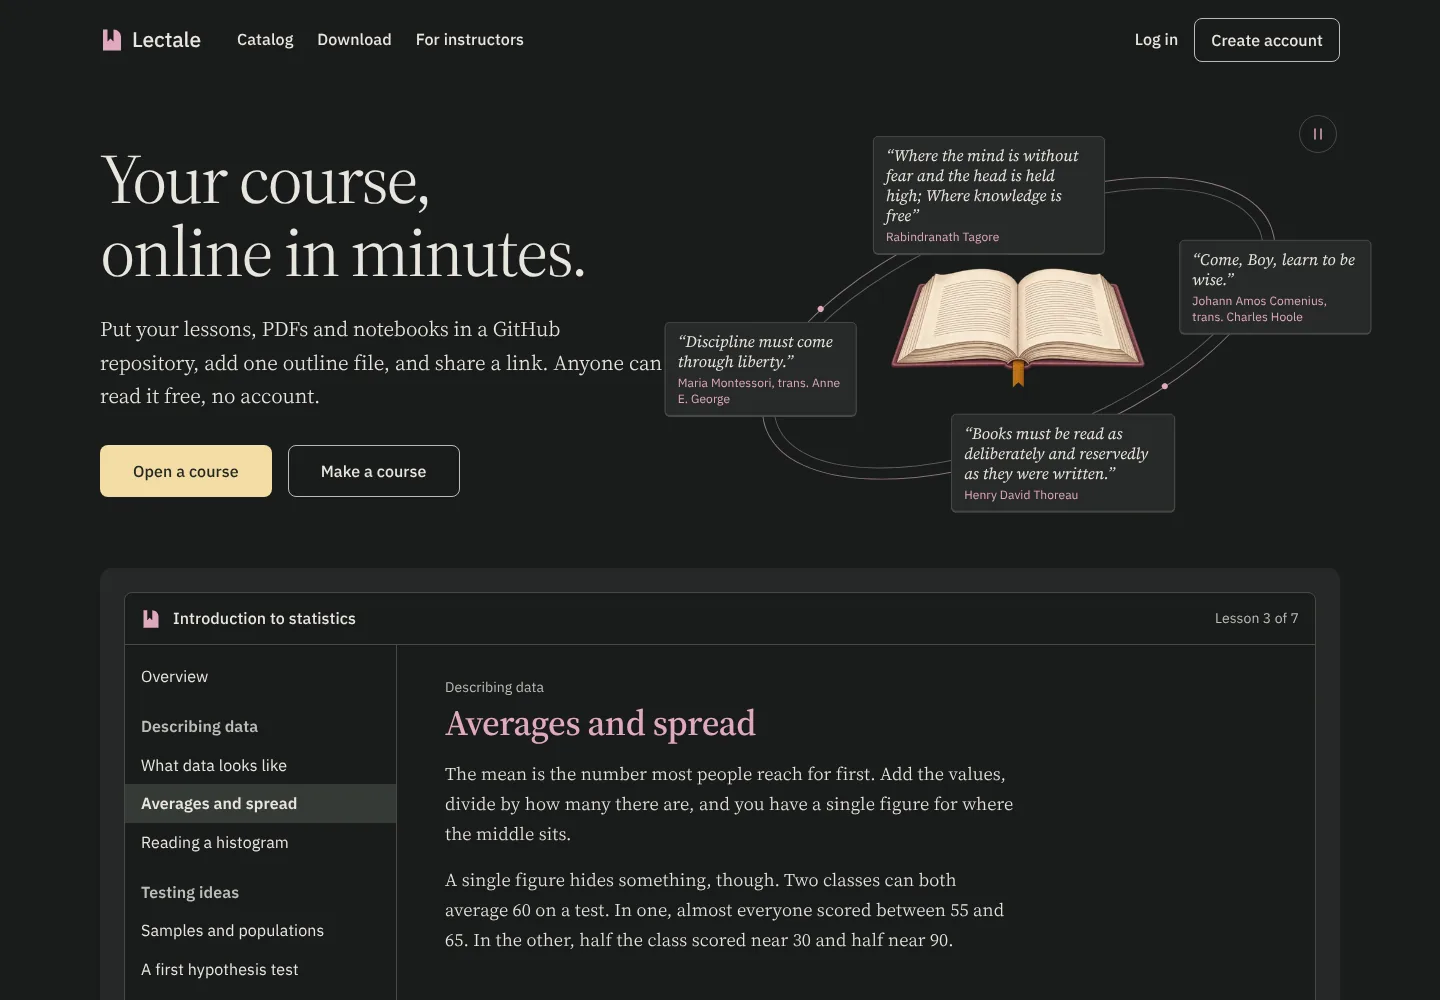 Lectale
Catalog
Download
For instructors
Log in
Create account
Your course,
online in minutes.
Put your lessons, PDFs and notebooks in a GitHub
repository, add one outline file, and share a link. Anyone can
read it free, no account.
Open a course
Make a course
“Where the mind is without
fear and the head is held
high; Where knowledge is
free”
Rabindranath Tagore
“Come, Boy, learn to be
wise.”
Johann Amos Comenius,
trans. Charles Hoole
“Discipline must come
through liberty.”
Maria Montessori, trans. Anne
E. George
“Books must be read as
deliberately and reservedly
as they were written.”
Henry David Thoreau
Introduction to statistics
Lesson 3 of 7
Overview
Describing data
What data looks like
Averages and spread
Reading a histogram
Testing ideas
Samples and populations
A first hypothesis test
Describing data
Averages and spread
The mean is the number most people reach for first. Add the values,
divide by how many there are, and you have a single figure for where
the middle sits.
A single figure hides something, though. Two classes can both
average 60 on a test. In one, almost everyone scored between 55 and
65. In the other, half the class scored near 30 and half near 90.